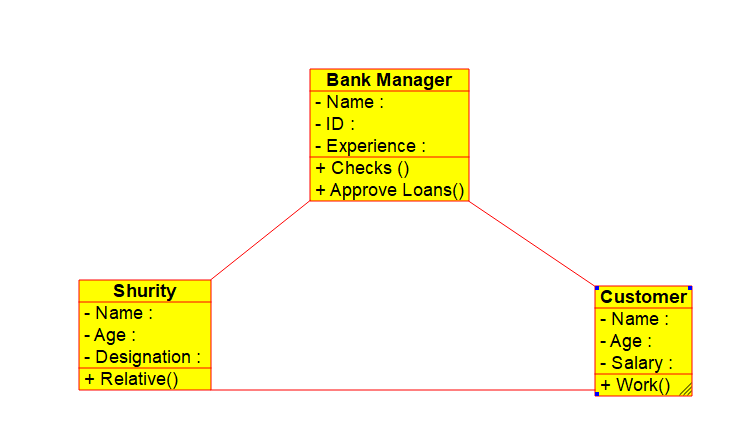 Bank Manager
- Name :
- ID :
- Experience :
+ Checks ()
+ Approve Loans()
Shurity
- Name :
- Age :
- Designation :
+ Relative()
Customer
- Name :
- Age :
- Salary :
+ Work()